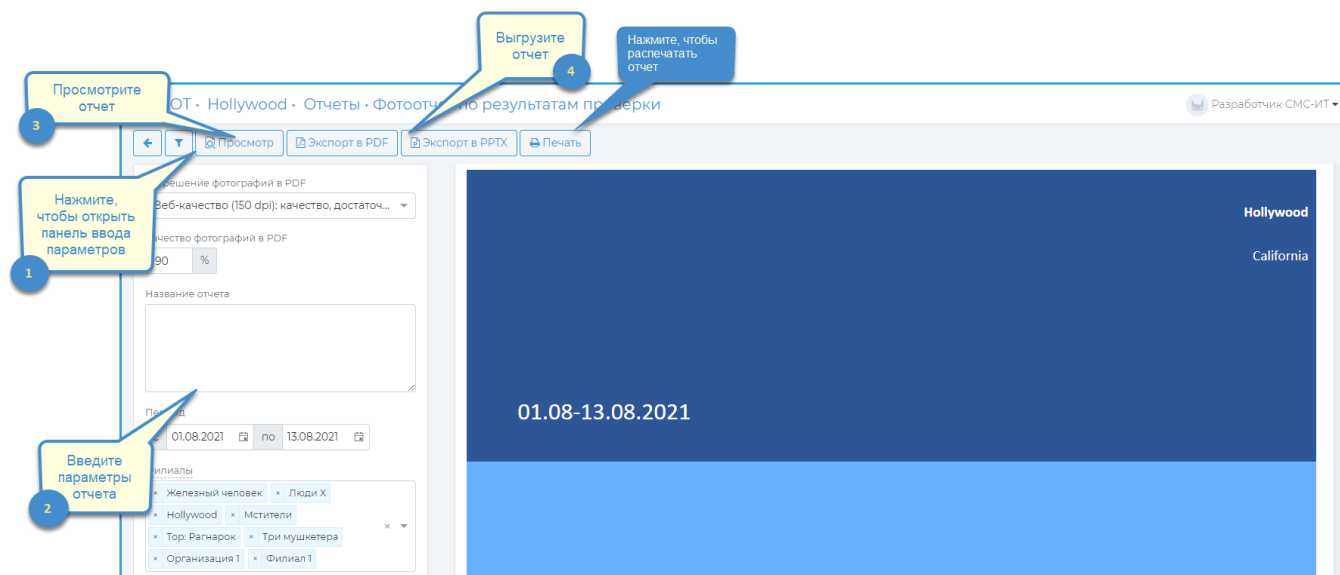 Выгрузите
отчет
4
Нажмите, чтобы
распечатать
отчет
Просмотрите
отчет
3
ОТ · Hollywood · Отчеты · Фотоотч по результатам пр верки
Разработчик СМС-ИТ
Просмотр
Экспорт в PDF
Экспорт в PPTX
Печать
Нажмите,
чтобы открыть
панель ввода
параметров
1
решение фотографий в PDF
Веб-качество (150 dpi): качество, достаточ...
ачество фотографий в PDF
90 %
Название отчета
Введите
параметры
отчета
2
Пе д
с 01.08.2021 по 13.08.2021
илиалы
× Железный человек × Люди X
× Hollywood × Мстители
× Тор: Рагнарок × Три мушкетера
× Организация 1 × Филиал 1
×
Hollywood
California
01.08-13.08.2021